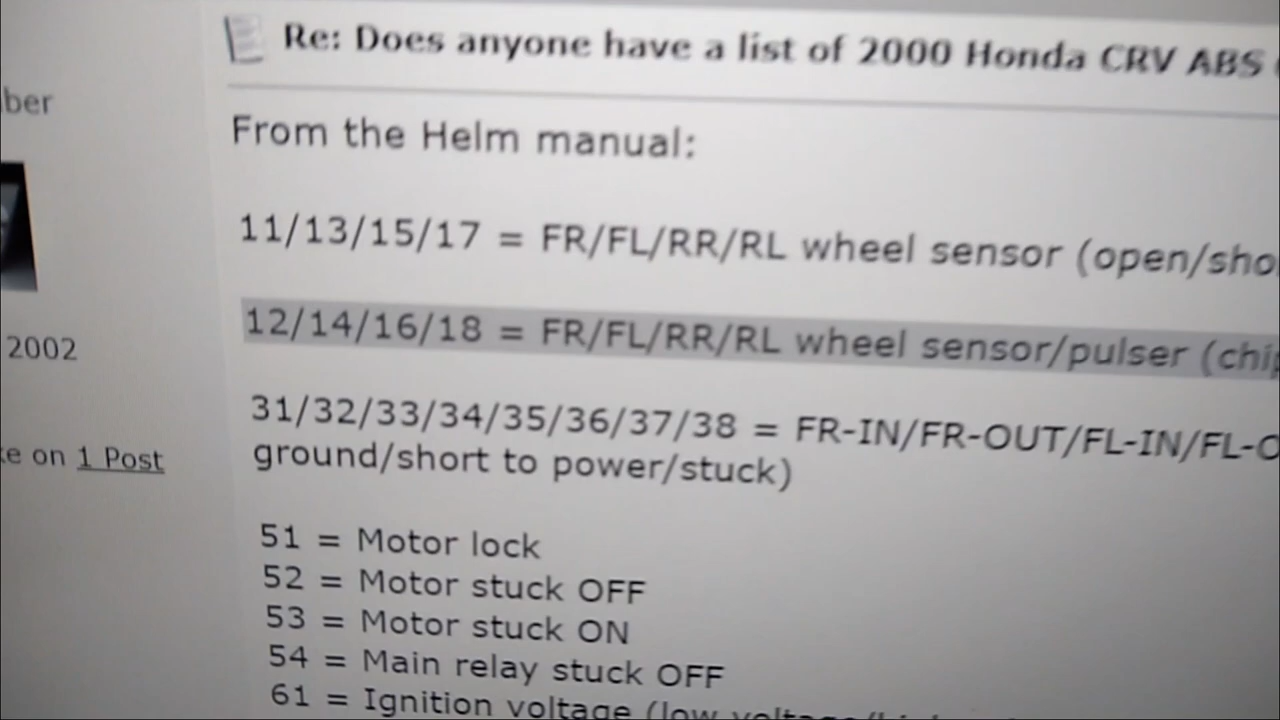 Re: Does anyone have a list of 2000 Honda CRV ABS
From the Helm manual:
11/13/15/17 = FR/FL/RR/RL wheel sensor (open/sho
12/14/16/18 = FR/FL/RR/RL wheel sensor/pulser (chip
31/32/33/34/35/36/37/38 = FR-IN/FR-OUT/FL-IN/FL-O
ground/short to power/stuck)
51 = Motor lock
52 = Motor stuck OFF
53 = Motor stuck ON
54 = Main relay stuck OFF
61 = Ignition voltage (low voltage/
ber
2002
e on 1 Post